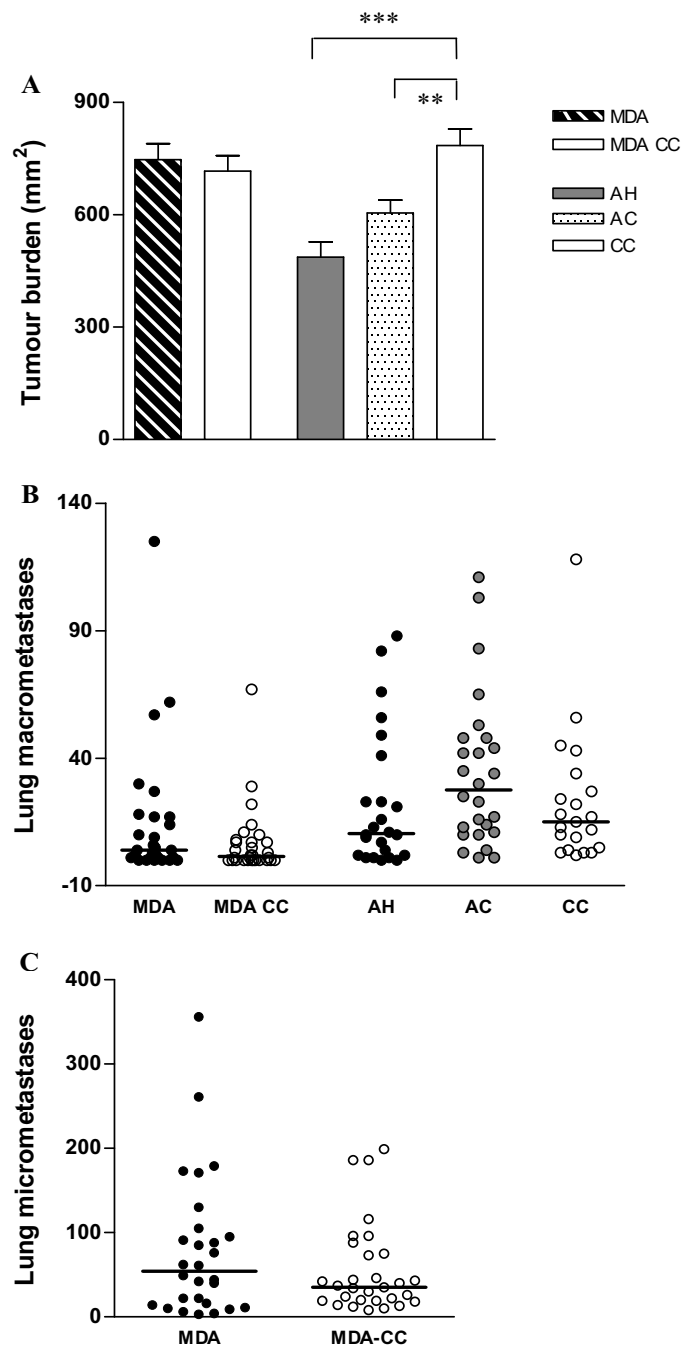 ***
A
**
900
600
300
0
Tumour burden (mm²)
MDA
MDA CC
AH
AC
CC
B
140
90
40
-10
Lung macrometastases
MDA MDA CC AH AC CC
C
400
300
200
100
0
Lung micrometastases
MDA MDA-CC